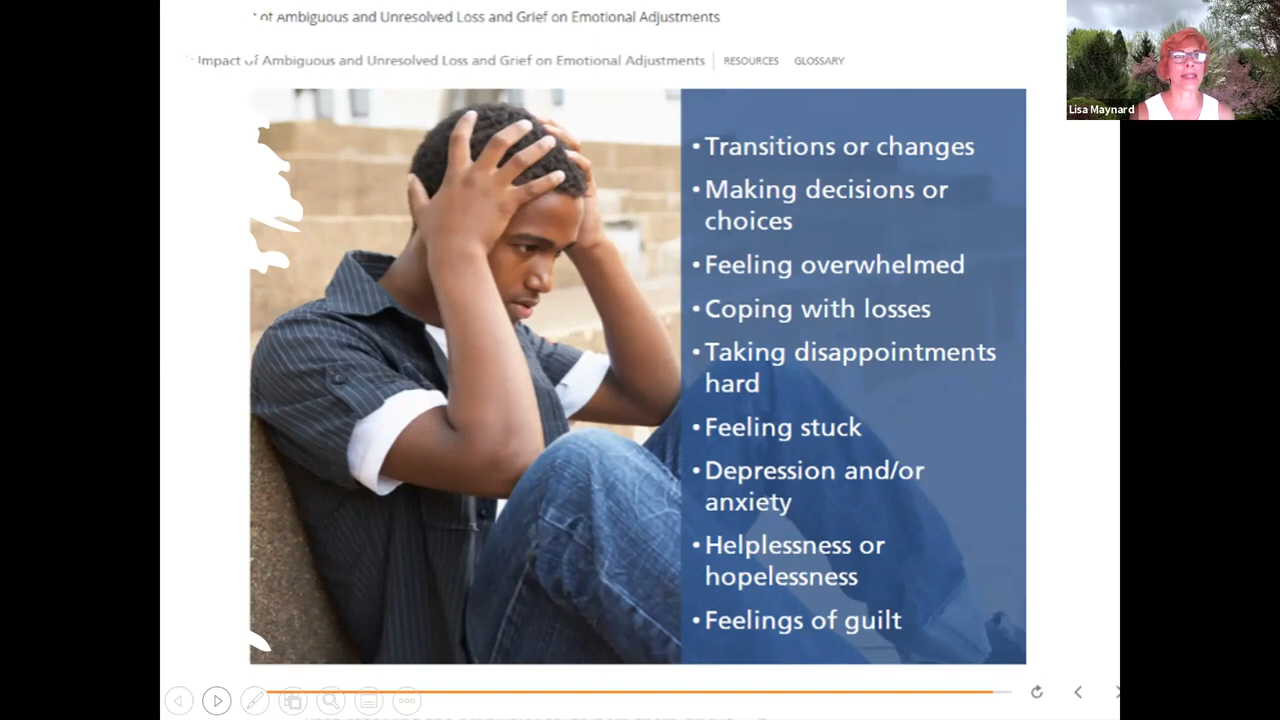 of Ambiguous and Unresolved Loss and Grief on Emotional Adjustments
Impact of Ambiguous and Unresolved Loss and Grief on Emotional Adjustments RESOURCES GLOSSARY
Lisa Maynard
• Transitions or changes
• Making decisions or
choices
• Feeling overwhelmed
• Coping with losses
• Taking disappointments
hard
• Feeling stuck
• Depression and/or
anxiety
• Helplessness or
hopelessness
• Feelings of guilt